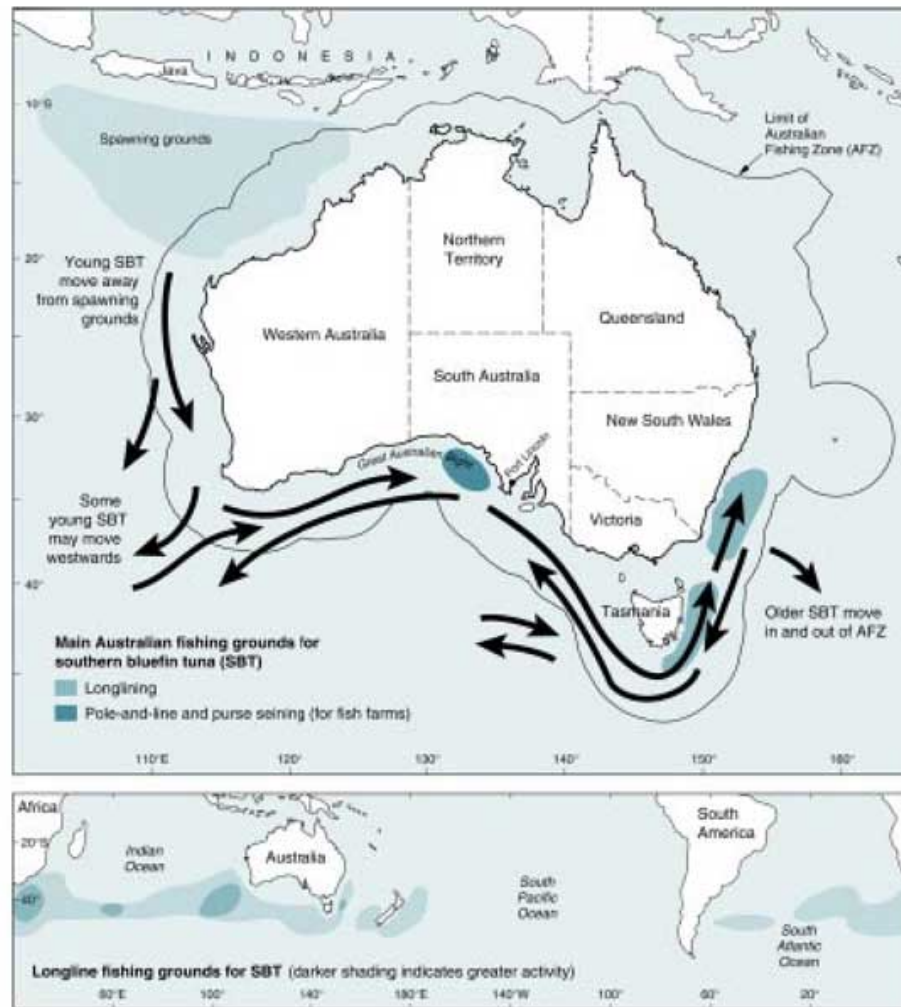 INDONESIA
Java
10°S
Spawning grounds
Limit of
Australian
Fishing Zone (AFZ)
20°
Young SBT
move away
from spawning
grounds
Northern
Territory
Western Australia
Queensland
South Australia
30°
New South Wales
Great Australian Bight
Port Lincoln
Some
young SBT
may move
westwards
Victoria
40°
Tasmania
Older SBT move
in and out of AFZ
Main Australian fishing grounds for
southern bluefin tuna (SBT)
Longlining
Pole-and-line and purse seining (for fish farms)
110°E 120° 130° 140° 150° 160°
Africa
20°S
Indian
Ocean
Australia
South
America
40°
South
Pacific
Ocean
South
Atlantic
Ocean
Longline fishing grounds for SBT (darker shading indicates greater activity)
100° 140° 180°E 140°W 100° 60° 20°